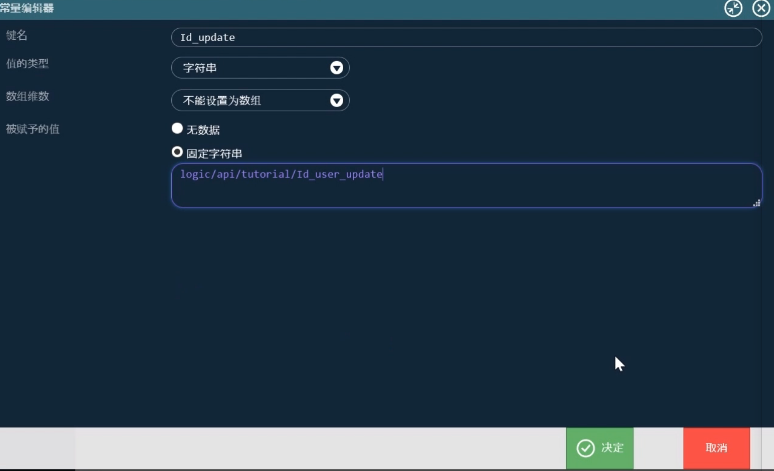 常量编辑器
键名
Id_update
值的类型
字符串
数组维数
不能设置为数组
被赋予的值
无数据
固定字符串
logic/api/tutorial/Id_user_update
决定
取消